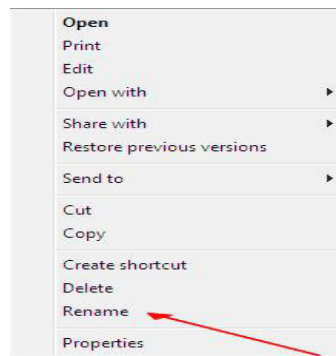 Open
Print
Edit
Open with
Share with
Restore previous versions
Send to
Cut
Copy
Create shortcut
Delete
Rename
Properties